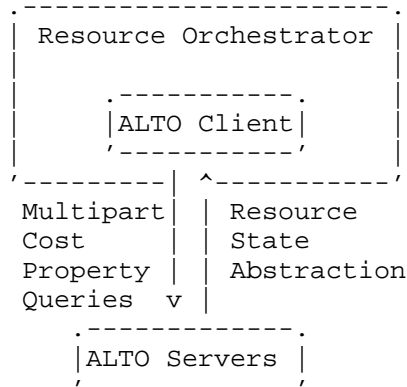 Resource Orchestrator
ALTO Client
Multipart Resource
Cost State
Property Abstraction
Queries v
ALTO Servers